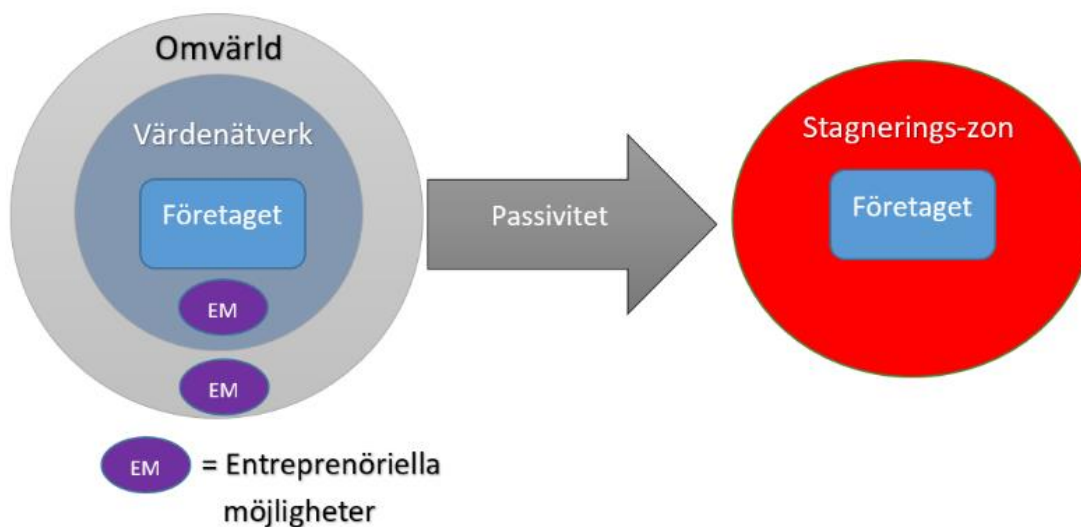 Omvärld
Värdenätverk
Företaget
EM
EM
Passivitet
Stagnerings-zon
Företaget
EM = Entreprenöriella
möjligheter